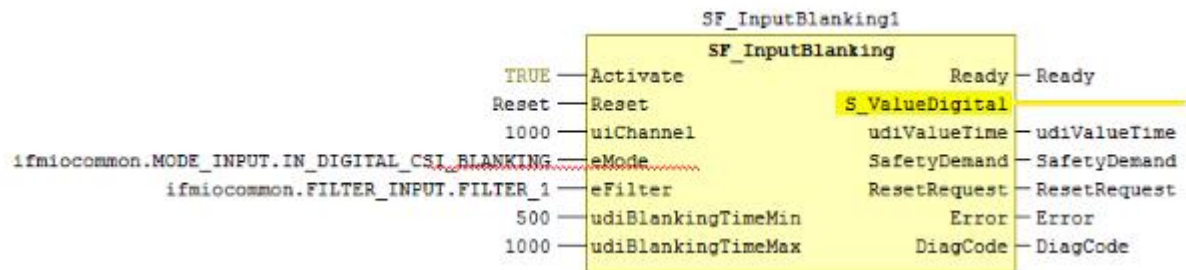 SF_InputBlanking1
SF_InputBlanking
TRUE Activate Ready Ready
Reset Reset S_ValueDigital
1000 uiChannel udiValueTime udiValueTime
ifmiocommon.MODE_INPUT.IN_DIGITAL_CSI_BLANKING eMode SafetyDemand SafetyDemand
ifmiocommon.FILTER_INPUT.FILTER_1 eFilter ResetRequest ResetRequest
500 udiBlankingTimeMin Error Error
1000 udiBlankingTimeMax DiagCode DiagCode